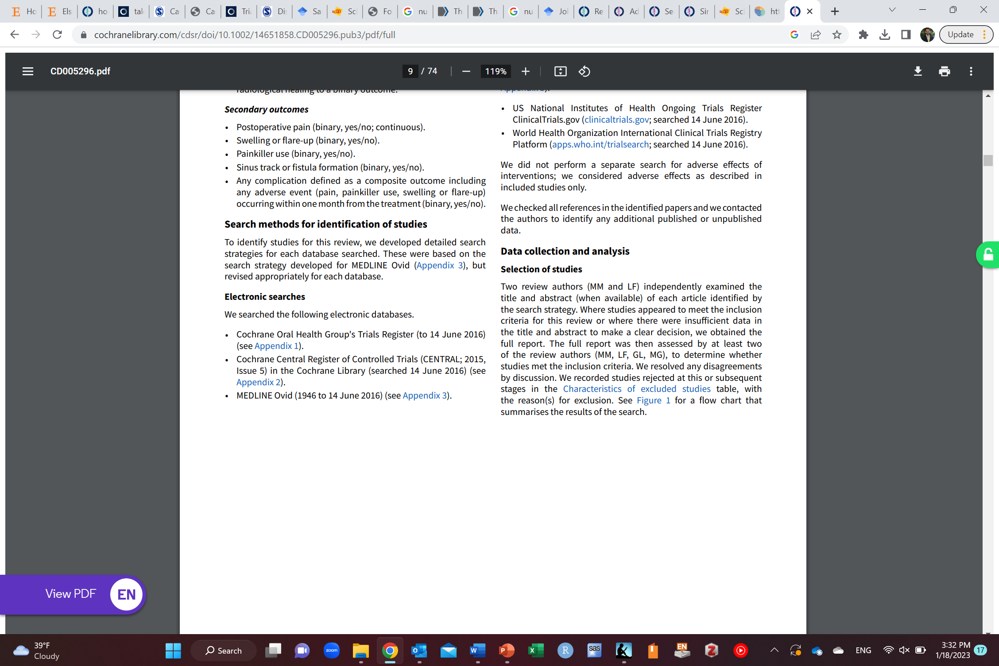 Ho
Els
ho
tal
Ca
Ca
Tri
Di
Sa
Sci
Fo
nu
Th
Th
nu
Jo
Re
Ad
Se
Sir
Sci
htt
cochranelibrary.com/cdsr/doi/10.1002/14651858.CD005296.pub3/pdf/full
Update
CD005296.pdf
9 / 74
119%
radiological healing to a binary outcome.
Secondary outcomes
• Postoperative pain (binary, yes/no; continuous).
• Swelling or flare-up (binary, yes/no).
• Painkiller use (binary, yes/no).
• Sinus track or fistula formation (binary, yes/no).
• Any complication defined as a composite outcome including
any adverse event (pain, painkiller use, swelling or flare-up)
occurring within one month from the treatment (binary, yes/no).
Search methods for identification of studies
To identify studies for this review, we developed detailed search
strategies for each database searched. These were based on the
search strategy developed for MEDLINE Ovid (Appendix 3), but
revised appropriately for each database.
Electronic searches
We searched the following electronic databases.
• Cochrane Oral Health Group's Trials Register (to 14 June 2016)
(see Appendix 1).
• Cochrane Central Register of Controlled Trials (CENTRAL; 2015,
Issue 5) in the Cochrane Library (searched 14 June 2016) (see
Appendix 2).
• MEDLINE Ovid (1946 to 14 June 2016) (see Appendix 3).
• US National Institutes of Health Ongoing Trials Register
ClinicalTrials.gov (clinicaltrials.gov; searched 14 June 2016).
• World Health Organization International Clinical Trials Registry
Platform (apps.who.int/trialsearch; searched 14 June 2016).
We did not perform a separate search for adverse effects of
interventions; we considered adverse effects as described in
included studies only.
We checked all references in the identified papers and we contacted
the authors to identify any additional published or unpublished
data.
Data collection and analysis
Selection of studies
Two review authors (MM and LF) independently examined the
title and abstract (when available) of each article identified by
the search strategy. Where studies appeared to meet the inclusion
criteria for this review or where there were insufficient data in
the title and abstract to make a clear decision, we obtained the
full report. The full report was then assessed by at least two
of the review authors (MM, LF, GL, MG), to determine whether
studies met the inclusion criteria. We resolved any disagreements
by discussion. We recorded studies rejected at this or subsequent
stages in the Characteristics of excluded studies table, with
the reason(s) for exclusion. See Figure 1 for a flow chart that
summarises the results of the search.
View PDF
EN
39°F
Cloudy
Search
zoom
sas
EN
ENG
3:32 PM
1/18/2023
17